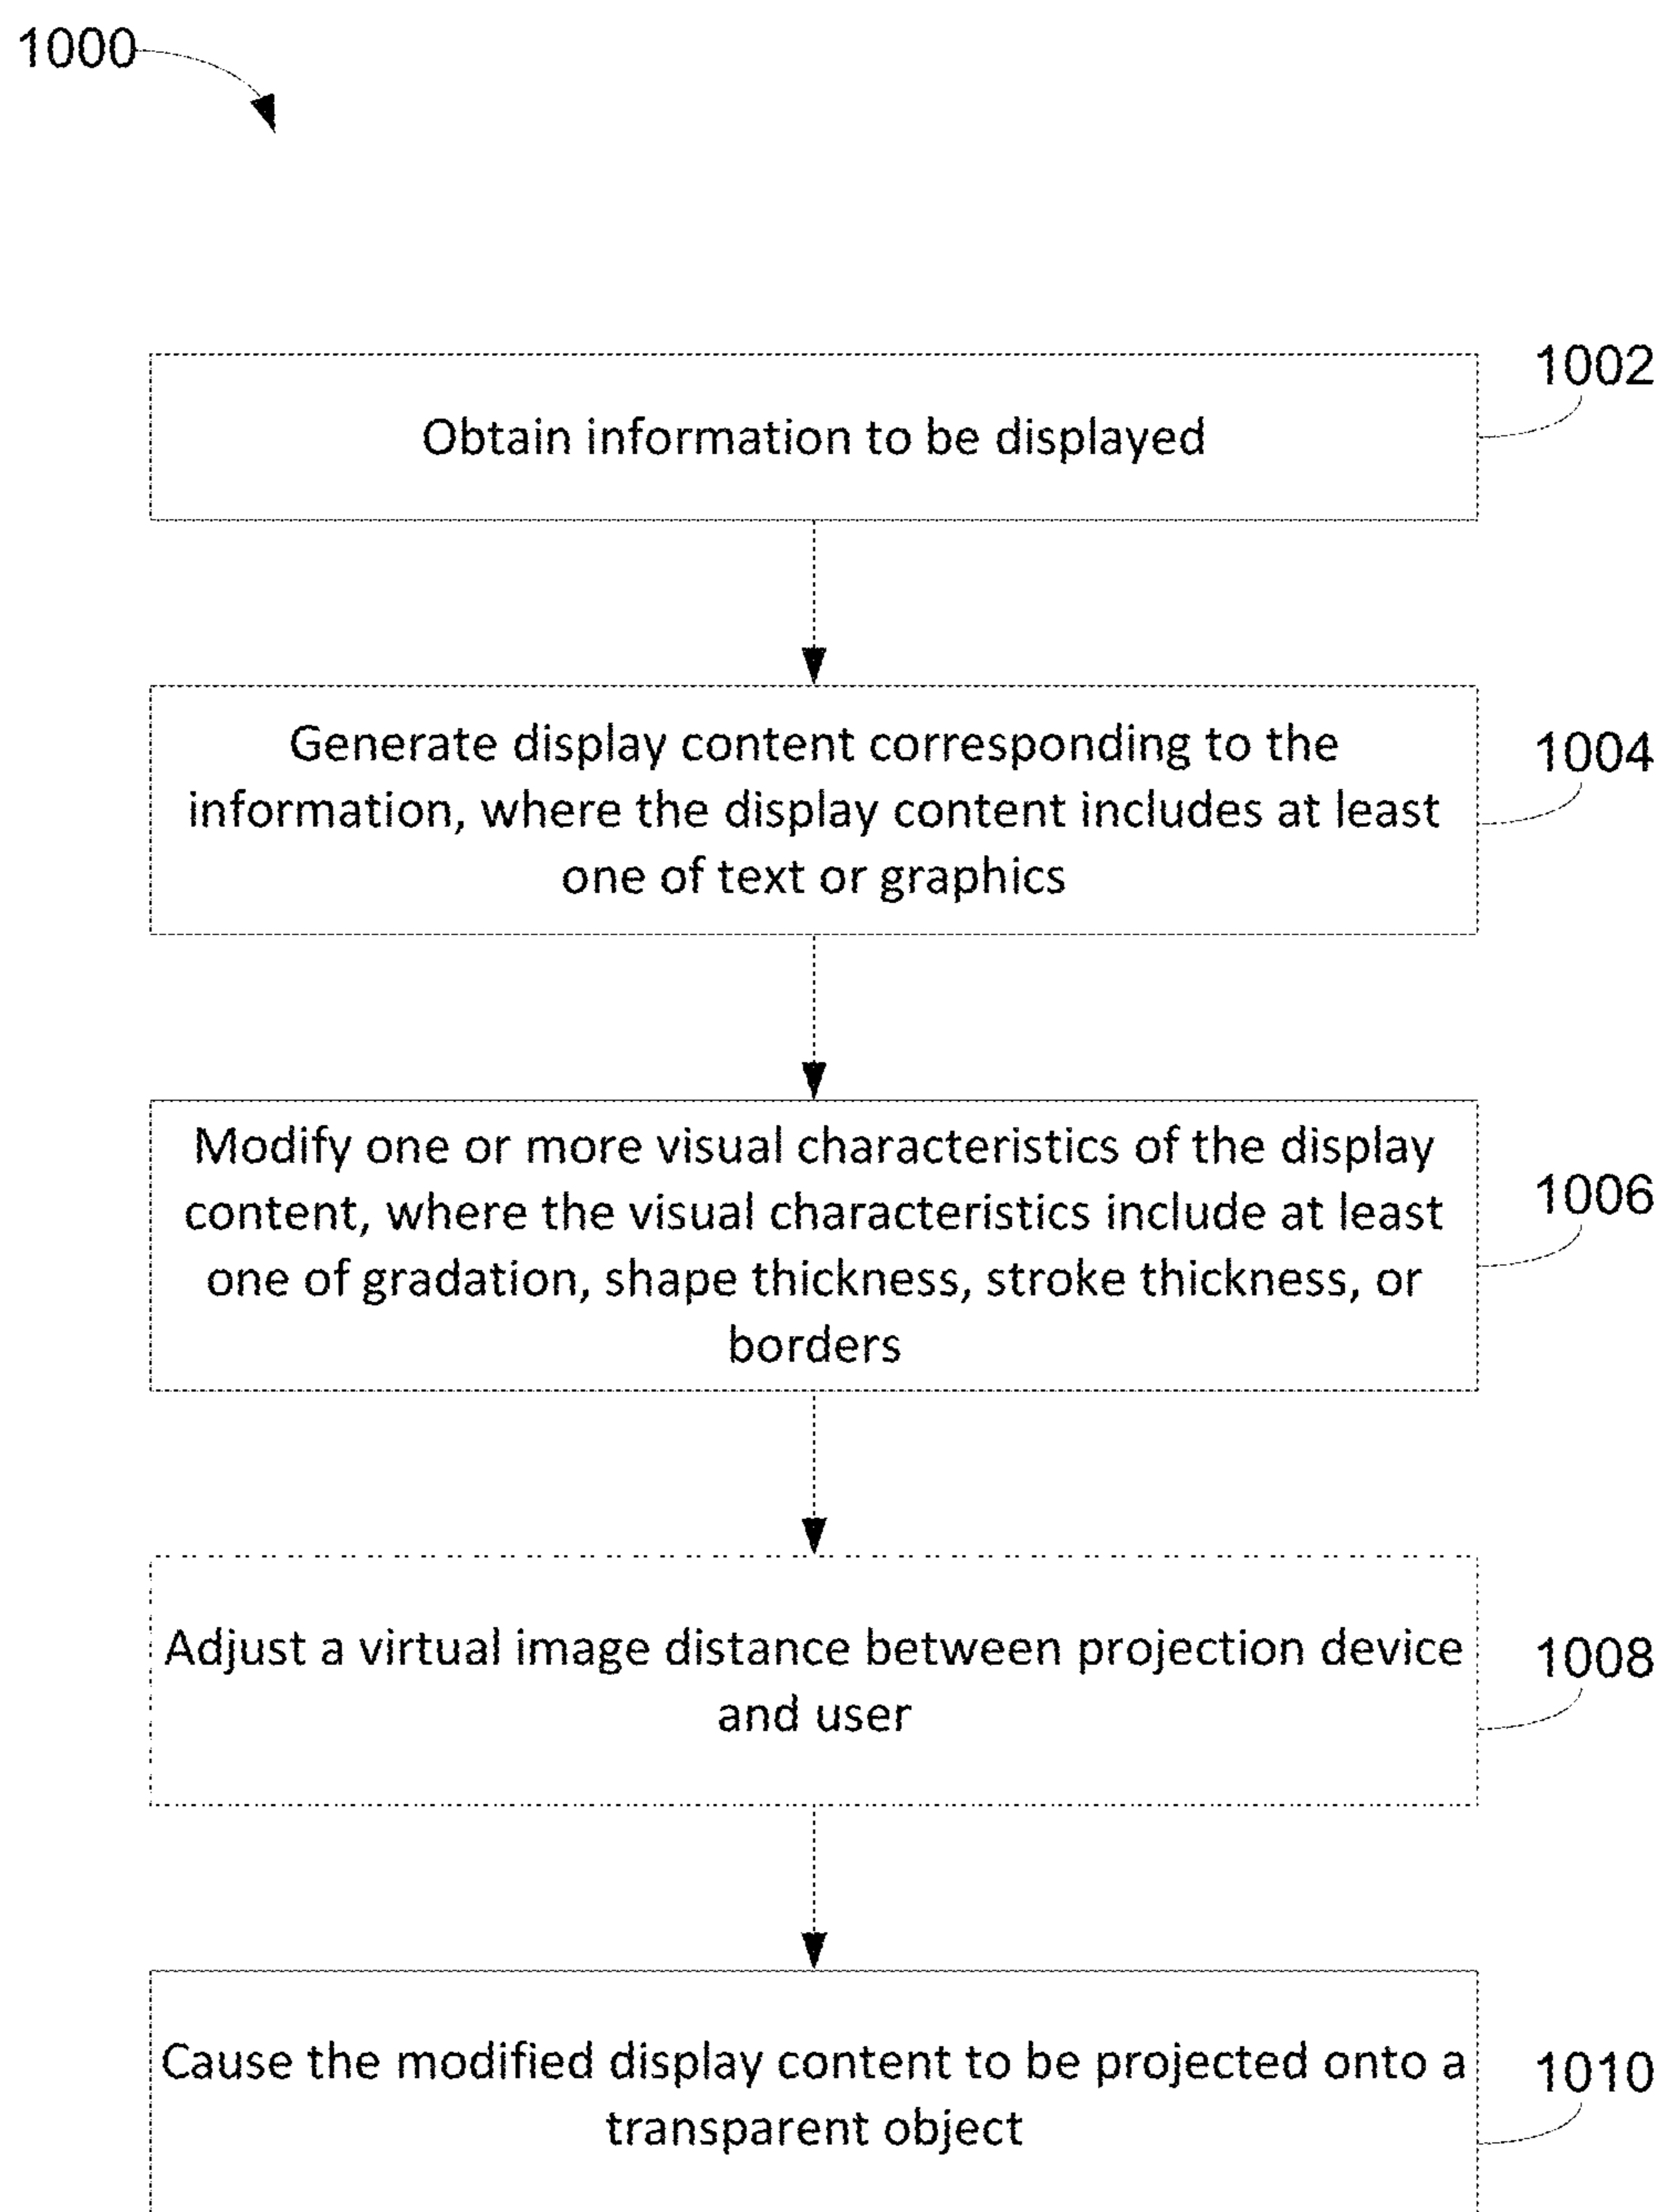 1000
1002
Obtain information to be displayed
1004
Generate display content corresponding to the
information, where the display content includes at least
one of text or graphics
1006
Modify one or more visual characteristics of the display
content, where the visual characteristics include at least
one of gradation, shape thickness, stroke thickness, or
borders
1008
Adjust a virtual image distance between projection device
and user
1010
Cause the modified display content to be projected onto a
transparent object